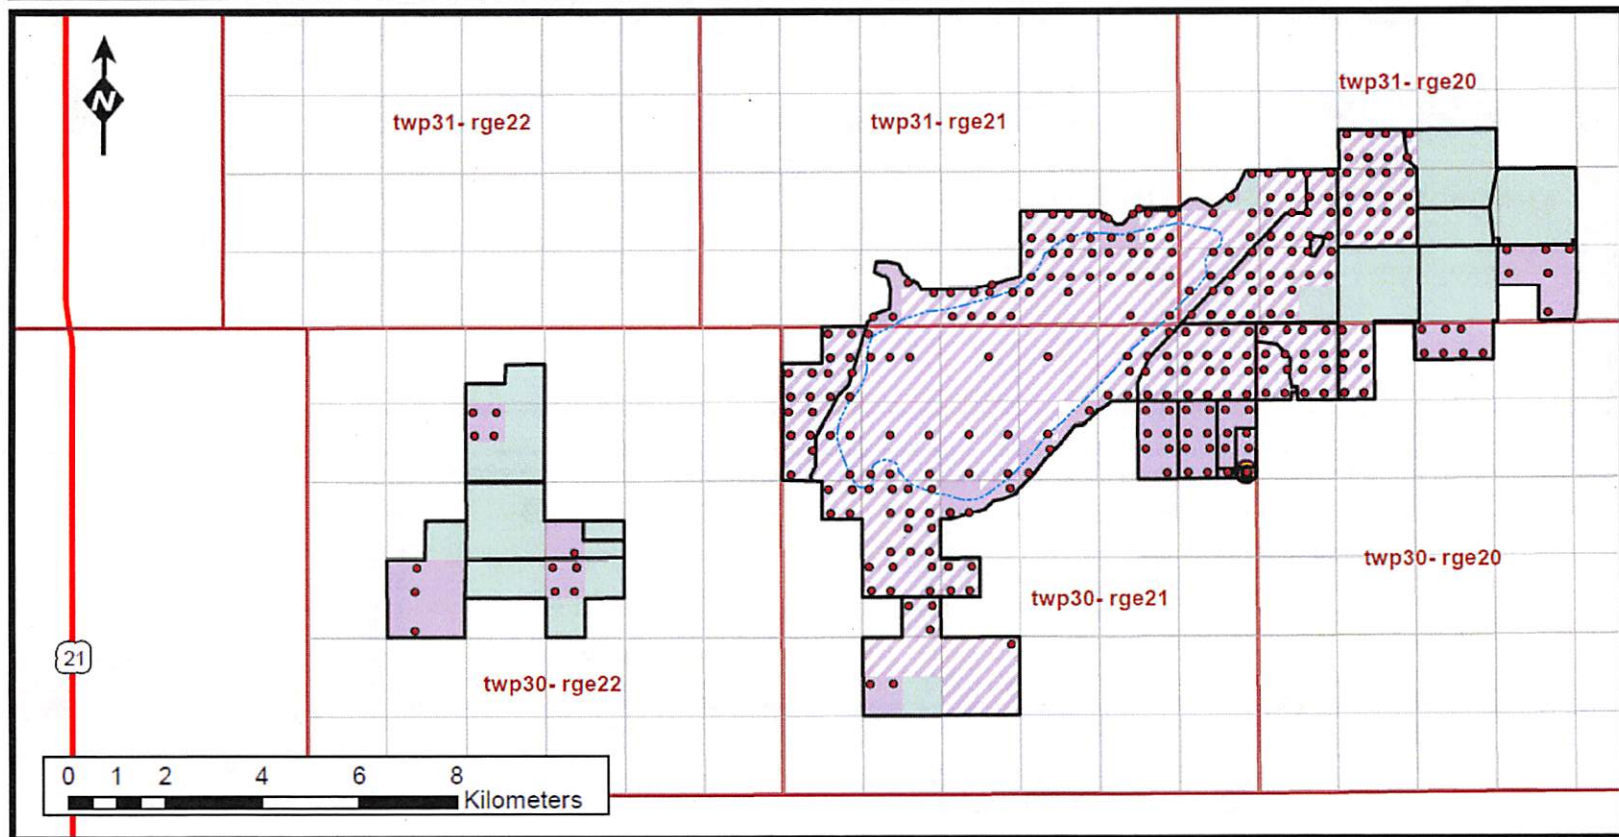 N
twp31- rge20
twp31- rge22
twp31- rge21
twp30- rge20
twp30- rge21
21
twp30- rge22
0 1 2 4 6 8
Kilometers